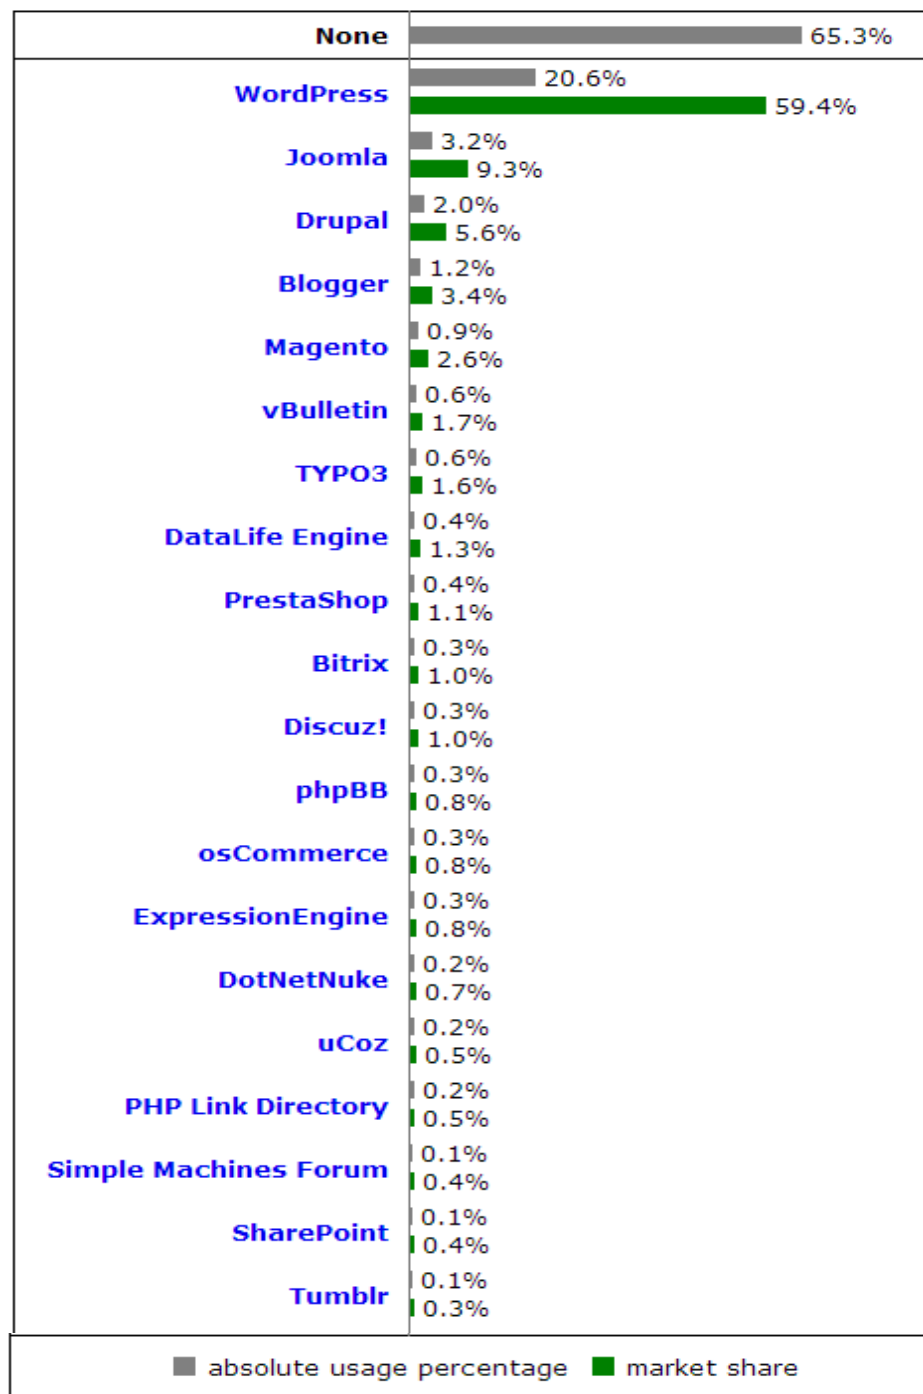 None 65.3%
WordPress 20.6%
59.4%
Joomla 3.2%
9.3%
Drupal 2.0%
5.6%
Blogger 1.2%
3.4%
Magento 0.9%
2.6%
vBulletin 0.6%
1.7%
TYPO3 0.6%
1.6%
DataLife Engine 0.4%
1.3%
PrestaShop 0.4%
1.1%
Bitrix 0.3%
1.0%
Discuz! 0.3%
1.0%
phpBB 0.3%
0.8%
osCommerce 0.3%
0.8%
ExpressionEngine 0.3%
0.8%
DotNetNuke 0.2%
0.7%
uCoz 0.2%
0.5%
PHP Link Directory 0.2%
0.5%
Simple Machines Forum 0.1%
0.4%
SharePoint 0.1%
0.4%
Tumblr 0.1%
0.3%
absolute usage percentage market share